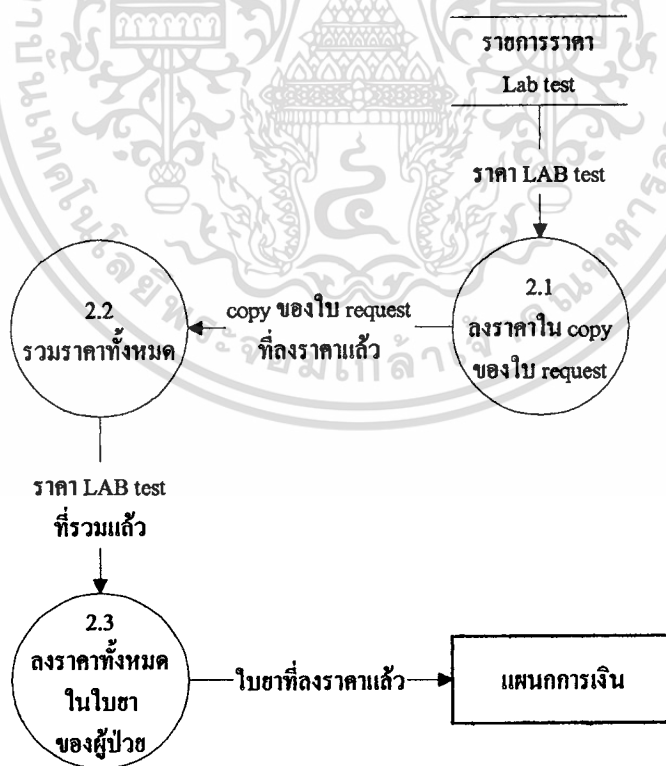 รายการราคา
Lab test
ราคา LAB test
2.1
ลงราคาใน copy
ของใบ request
copy ของใบ request
ที่ลงราคาแล้ว
2.2
รวมราคาทั้งหมด
ราคา LAB test
ที่รวมแล้ว
2.3
ลงราคาทั้งหมด
ในใบยา
ของผู้ป่วย
ใบยาที่ลงราคาแล้ว
แผนกการเงิน